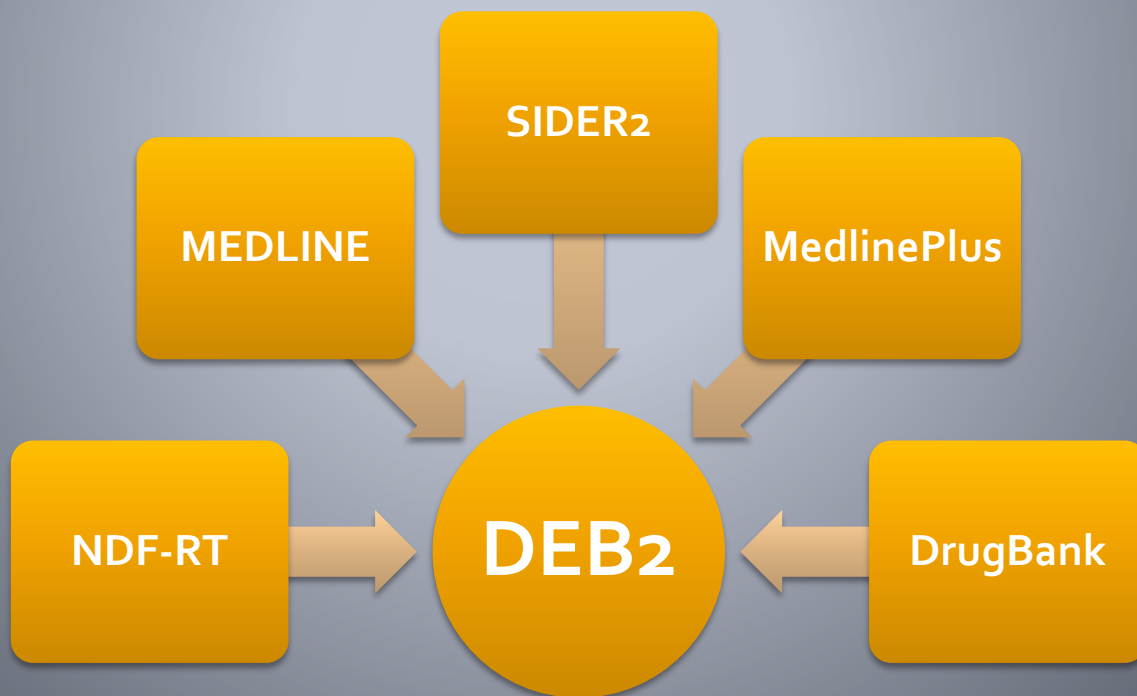 SIDER2
MEDLINE
MedlinePlus
NDF-RT
DEB2
DrugBank